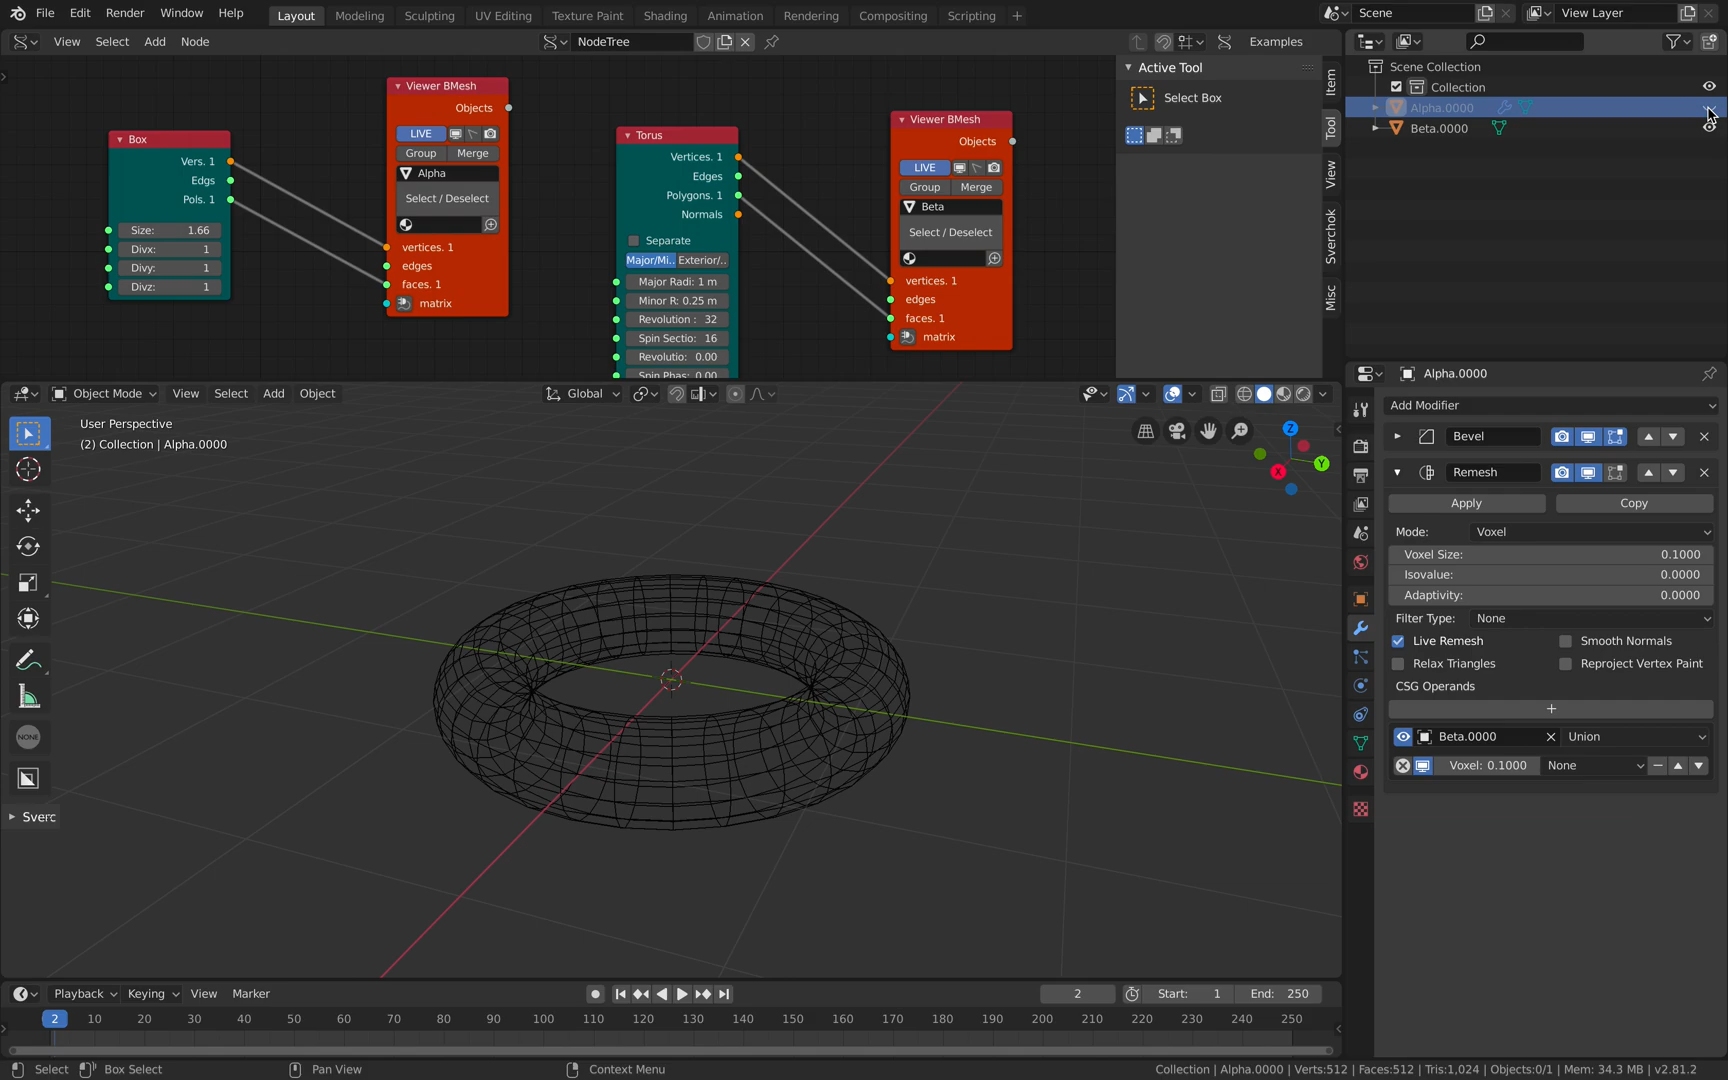 File Edit Render Window Help Layout Modeling Sculpting UV Editing Texture Paint Shading Animation Rendering Compositing Scripting + Scene View Layer
View Select Add Node NodeTree Examples
Active Tool
Select Box
Item
Tool
View
Sverchok
Misc
Box
Vers. 1
Edgs
Pols. 1
Size: 1.66
Divx: 1
Divy: 1
Divz: 1
Viewer BMesh
Objects
LIVE
Group Merge
Alpha
Select / Deselect
vertices. 1
edges
faces. 1
matrix
Torus
Vertices. 1
Edges
Polygons. 1
Normals
Separate
Major/Mi.. Exterior/..
Major Radi: 1 m
Minor R: 0.25 m
Revolution : 32
Spin Sectio: 16
Revolutio: 0.00
Spin Phas: 0.00
Viewer BMesh
Objects
LIVE
Group Merge
Beta
Select / Deselect
vertices. 1
edges
faces. 1
matrix
Scene Collection
Collection
Alpha.0000
Beta.0000
Object Mode View Select Add Object Global
User Perspective
(2) Collection | Alpha.0000
Z
Y
X
NONE
Sverc
Alpha.0000
Add Modifier
Bevel
Remesh
Apply Copy
Mode: Voxel
Voxel Size: 0.1000
Isovalue: 0.0000
Adaptivity: 0.0000
Filter Type: None
Live Remesh Smooth Normals
Relax Triangles Reproject Vertex Paint
CSG Operands
+
Beta.0000 Union
Voxel: 0.1000 None
Playback Keying View Marker 2 Start: 1 End: 250
2 10 20 30 40 50 60 70 80 90 100 110 120 130 140 150 160 170 180 190 200 210 220 230 240 250
Select Box Select Pan View Context Menu Collection | Alpha.0000 | Verts:512 | Faces:512 | Tris:1,024 | Objects:0/1 | Mem: 34.3 MB | v2.81.2